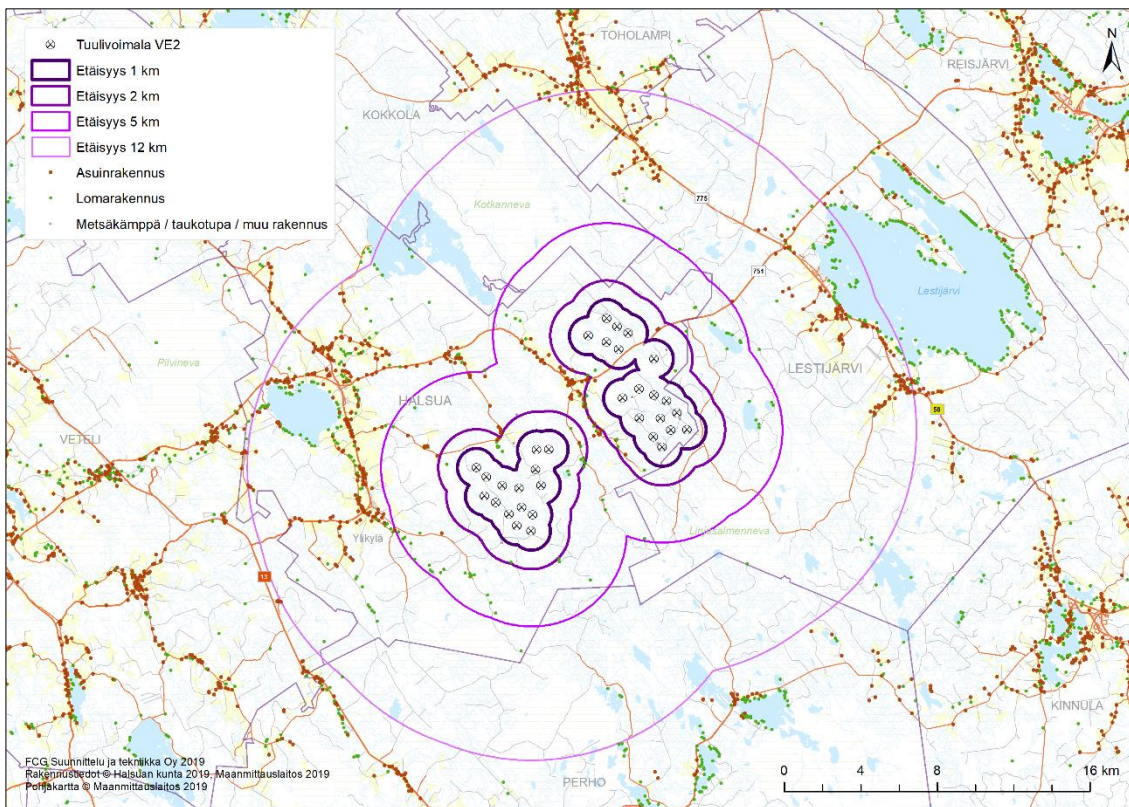 Tuulivoimala VE2
Etäisyys 1 km
Etäisyys 2 km
Etäisyys 5 km
Etäisyys 12 km
Asuinrakennus
Lomarakennus
Metsäkämppä / taukotupa / muu rakennus
N
TOHOLAMPI
REISJÄRVI
KOKKOLA
Kotkanneva
775
751
Lestijärvi
Pilvineva
HALSUA
LESTIJÄRVI
58
VETELI
Ylikylä
Linjasalmenneva
13
KINNULA
PERHO
FCG Suunnittelu ja tekniikka Oy 2019
Rakennustiedot © Halsuan kunta 2019, Maanmittauslaitos 2019
Pohjakartta © Maanmittauslaitos 2019
0 4 8 16 km